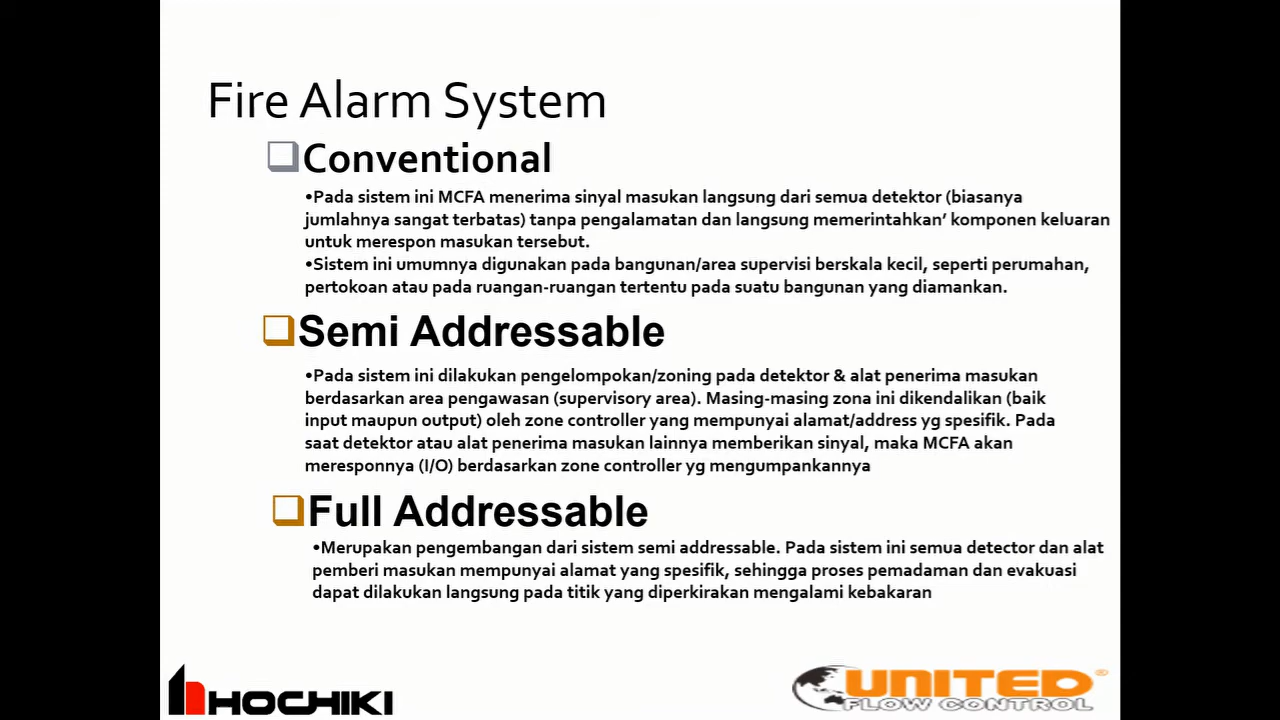 Fire Alarm System
Conventional
•Pada sistem ini MCFA menerima sinyal masukan langsung dari semua detektor (biasanya
jumlahnya sangat terbatas) tanpa pengalamatan dan langsung memerintahkan’ komponen keluaran
untuk merespon masukan tersebut.
•Sistem ini umumnya digunakan pada bangunan/area supervisi berskala kecil, seperti perumahan,
pertokoan atau pada ruangan-ruangan tertentu pada suatu bangunan yang diamankan.
Semi Addressable
•Pada sistem ini dilakukan pengelompokan/zoning pada detektor & alat penerima masukan
berdasarkan area pengawasan (supervisory area). Masing-masing zona ini dikendalikan (baik
input maupun output) oleh zone controller yang mempunyai alamat/address yg spesifik. Pada
saat detektor atau alat penerima masukan lainnya memberikan sinyal, maka MCFA akan
meresponnya (I/O) berdasarkan zone controller yg mengumpankannya
Full Addressable
•Merupakan pengembangan dari sistem semi addressable. Pada sistem ini semua detector dan alat
pemberi masukan mempunyai alamat yang spesifik, sehingga proses pemadaman dan evakuasi
dapat dilakukan langsung pada titik yang diperkirakan mengalami kebakaran
HOCHIKI
UNITED®
FLOW CONTROL